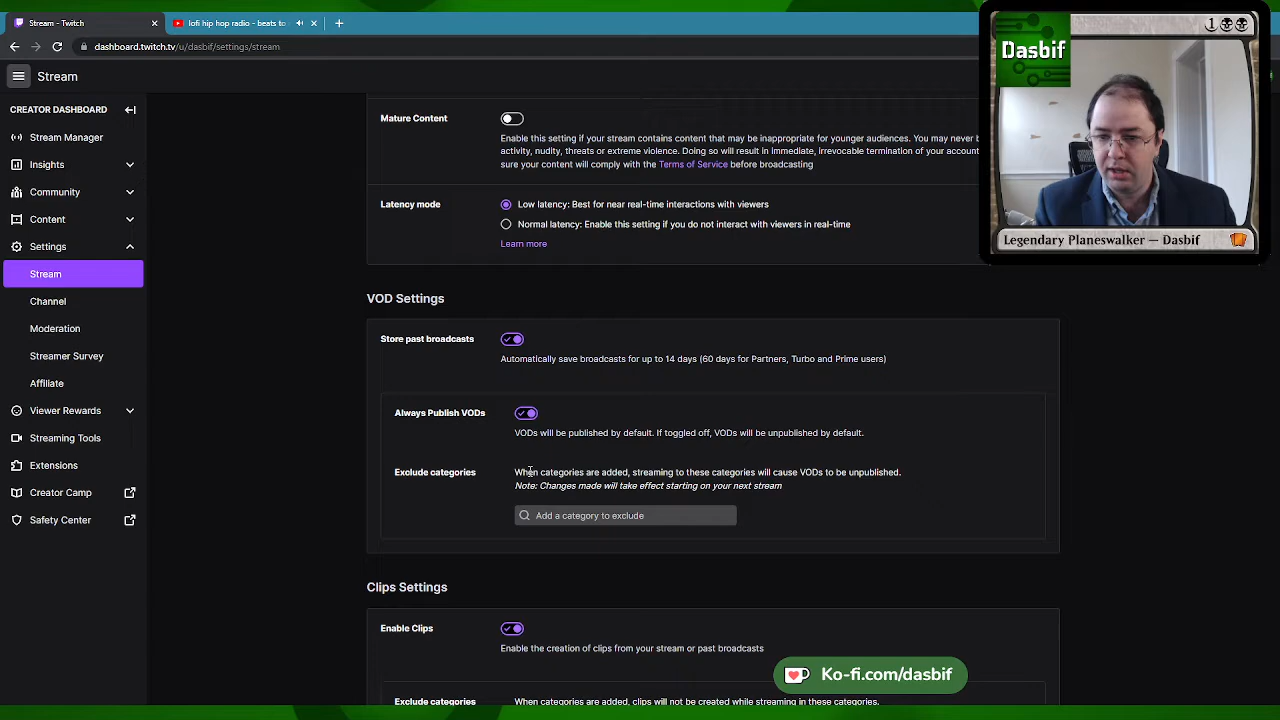 Stream - Twitch
lofi hip hop radio - beats to
dashboard.twitch.tv/u/dasbif/settings/stream
Stream
CREATOR DASHBOARD
Stream Manager
Insights
Community
Content
Settings
Stream
Channel
Moderation
Streamer Survey
Affiliate
Viewer Rewards
Streaming Tools
Extensions
Creator Camp
Safety Center
Mature Content
Enable this setting if your stream contains content that may be inappropriate for younger audiences. You may never b
activity, nudity, threats or extreme violence. Doing so will result in immediate, irrevocable termination of your account
sure your content will comply with the Terms of Service before broadcasting
Latency mode
Low latency: Best for near real-time interactions with viewers
Normal latency: Enable this setting if you do not interact with viewers in real-time
Learn more
VOD Settings
Store past broadcasts
Automatically save broadcasts for up to 14 days (60 days for Partners, Turbo and Prime users)
Always Publish VODs
VODs will be published by default. If toggled off, VODs will be unpublished by default.
Exclude categories
When categories are added, streaming to these categories will cause VODs to be unpublished.
Note: Changes made will take effect starting on your next stream
Add a category to exclude
Clips Settings
Enable Clips
Enable the creation of clips from your stream or past broadcasts
Exclude categories
When categories are added, clips will not be created while streaming in these categories.
1
Dasbif
Legendary Planeswalker — Dasbif
Ko-fi.com/dasbif